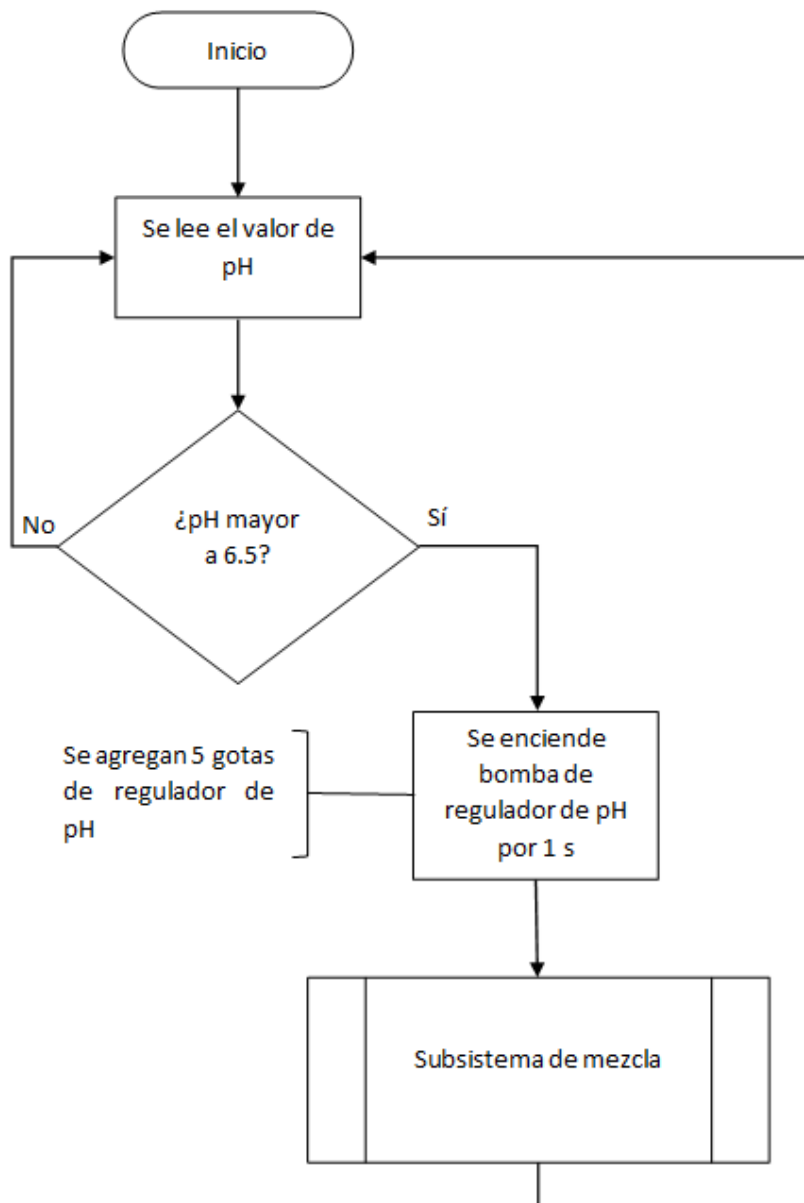 Inicio
Se lee el valor de
pH
¿pH mayor
a 6.5?
No
Sí
Se agregan 5 gotas
de regulador de
pH
Se enciende
bomba de
regulador de pH
por 1 s
Subsistema de mezcla